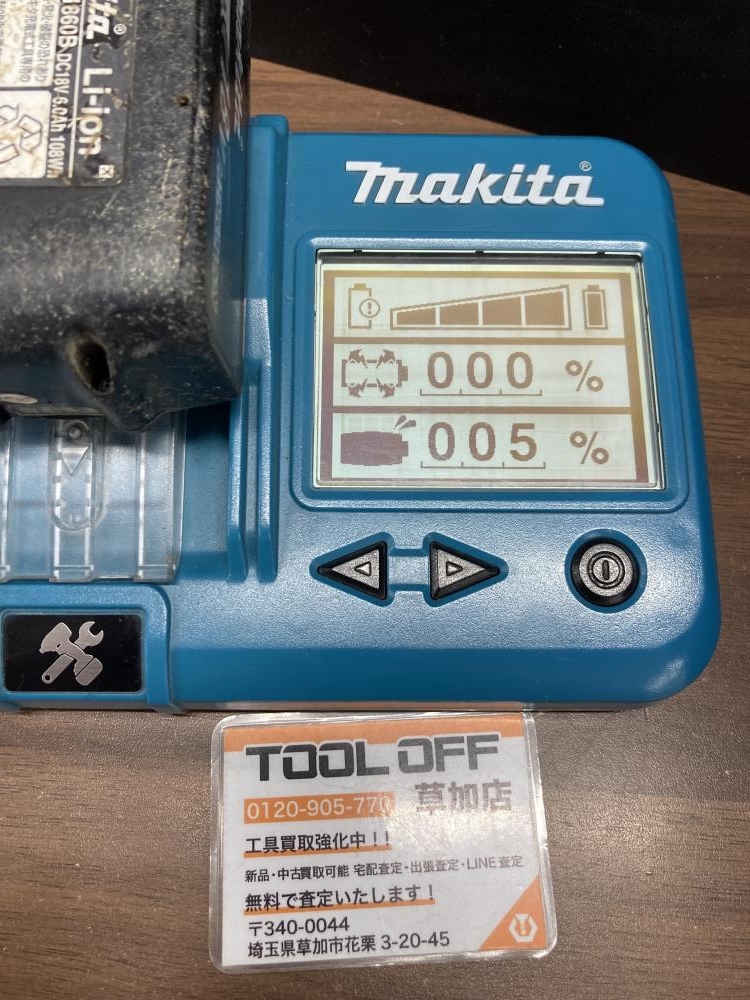 kita®
1860B DC18V 6.0Ah 108Wh
Li-ion
makita®
000 %
005 %
TOOL OFF
0120-905-770 草加店
工具買取強化中!!
新品・中古買取可能 宅配査定・出張査定・LINE査定
無料で査定いたします!
〒340-0044
埼玉県草加市花栗 3-20-45